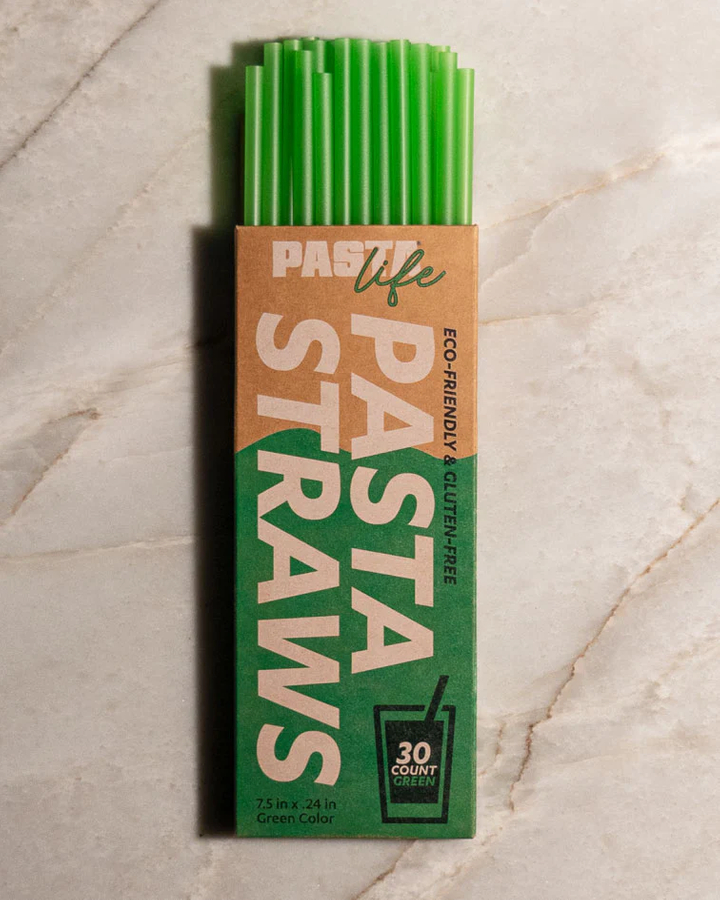 PASTA
life
PASTA
STRAWS
ECO-FRIENDLY & GLUTEN-FREE
30
COUNT
GREEN
7.5 in x .24 in
Green Color